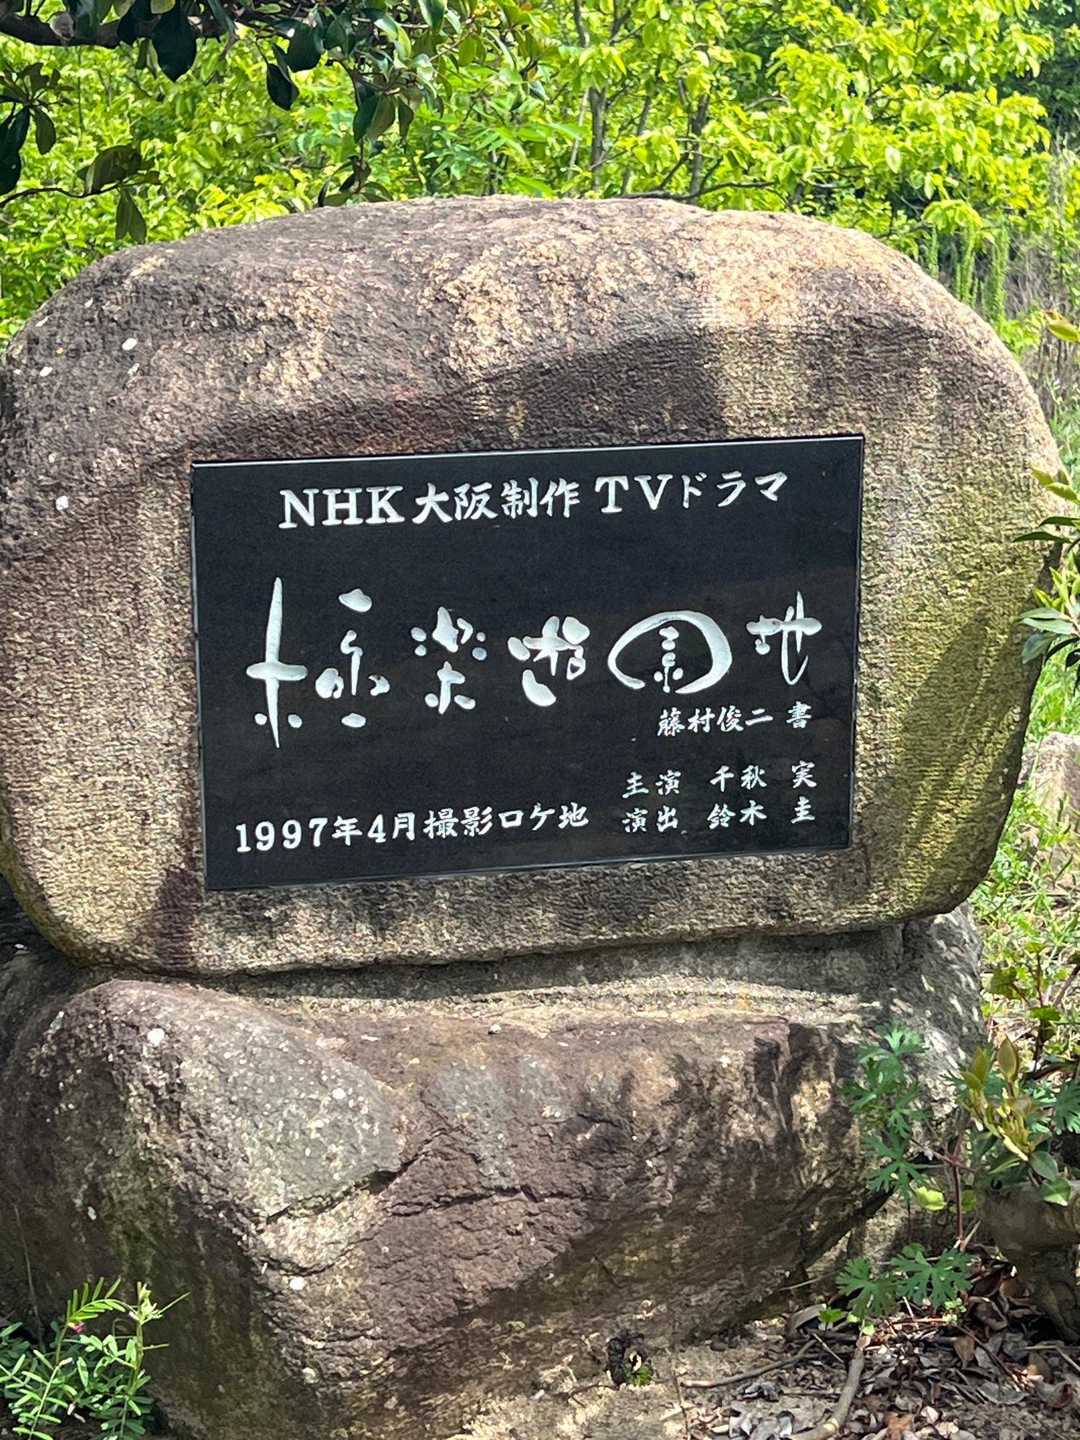 NHK大阪制作 TVドラマ
極楽遊園地
藤村俊二 書
主演 千秋 実
演出 鈴木 圭
1997年4月撮影ロケ地